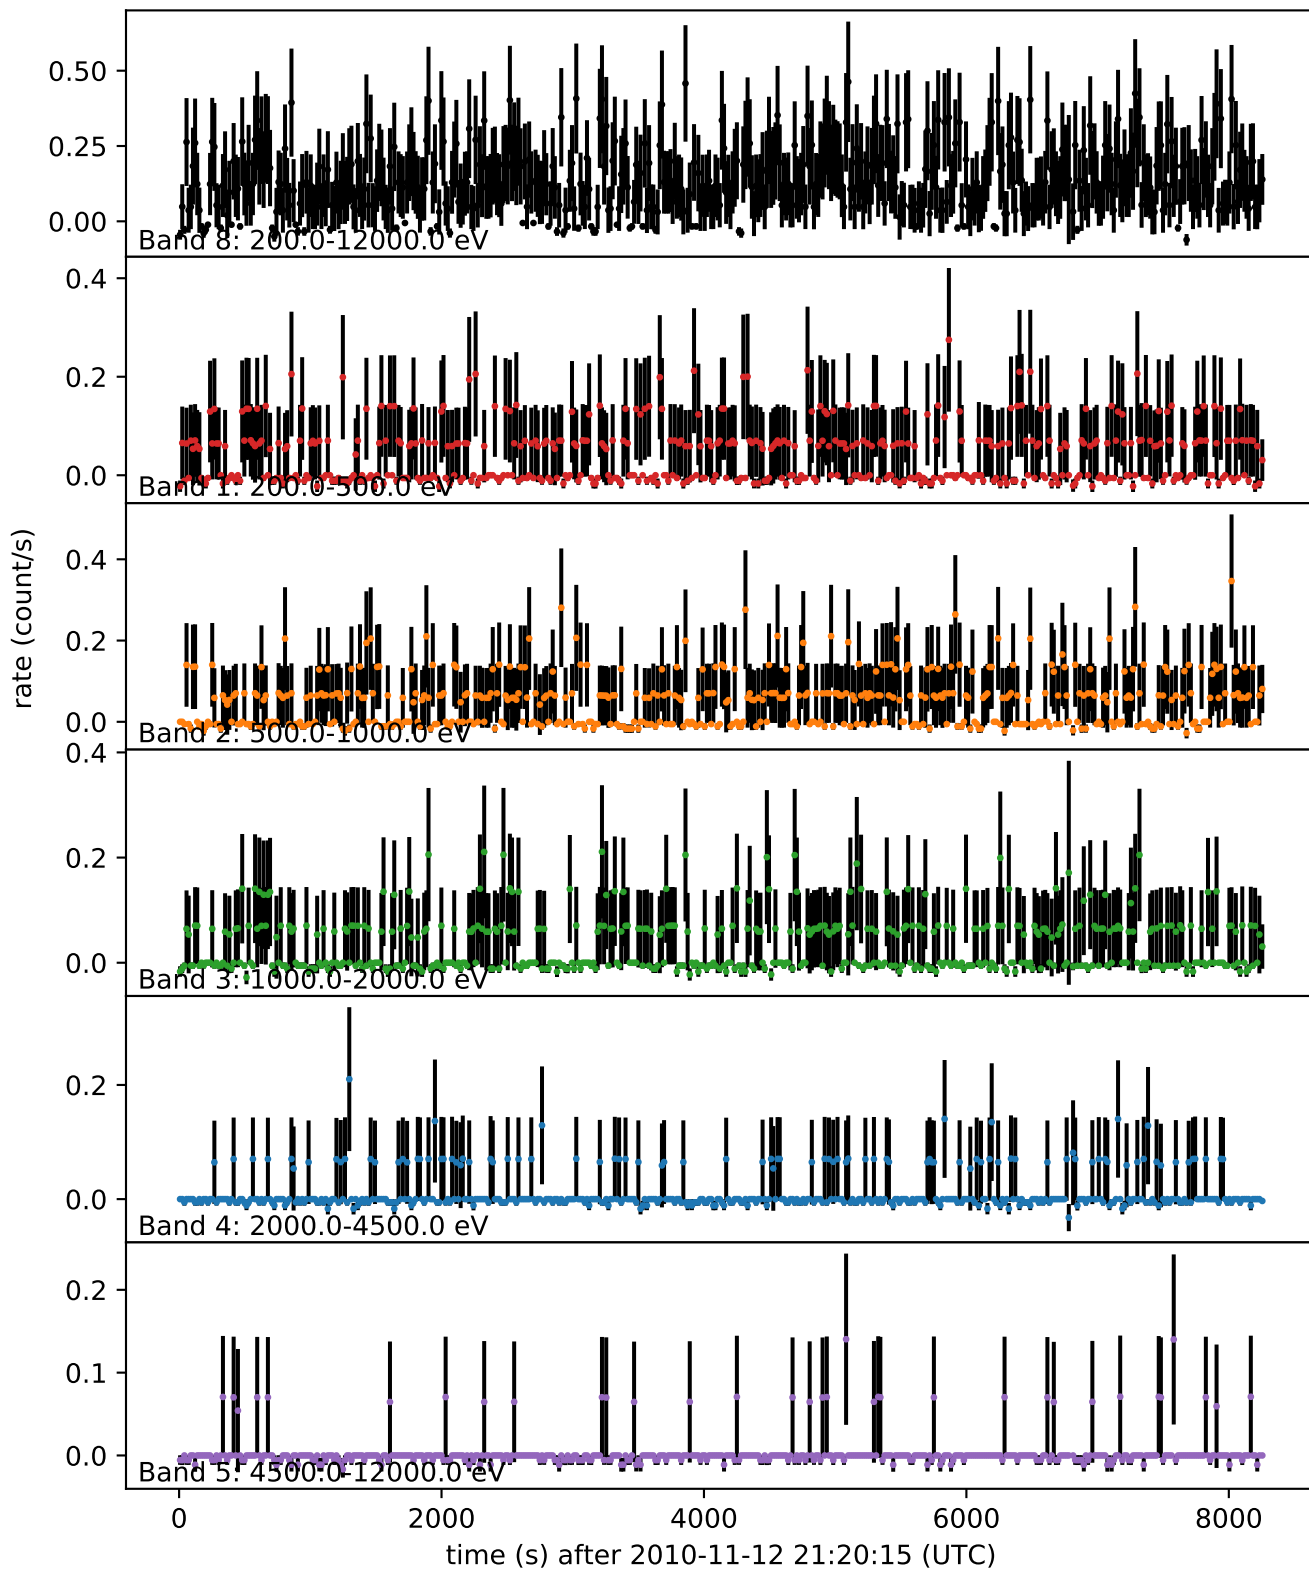 0.50
0.25
0.00
Band 8: 200.0-12000.0 eV
0.4
0.2
0.0
Band 1: 200.0-500.0 eV
rate (count/s)
0.4
0.2
0.0
Band 2: 500.0-1000.0 eV
0.4
0.2
0.0
Band 3: 1000.0-2000.0 eV
0.2
0.0
Band 4: 2000.0-4500.0 eV
0.2
0.1
0.0
Band 5: 4500.0-12000.0 eV
0 2000 4000 6000 8000
time (s) after 2010-11-12 21:20:15 (UTC)